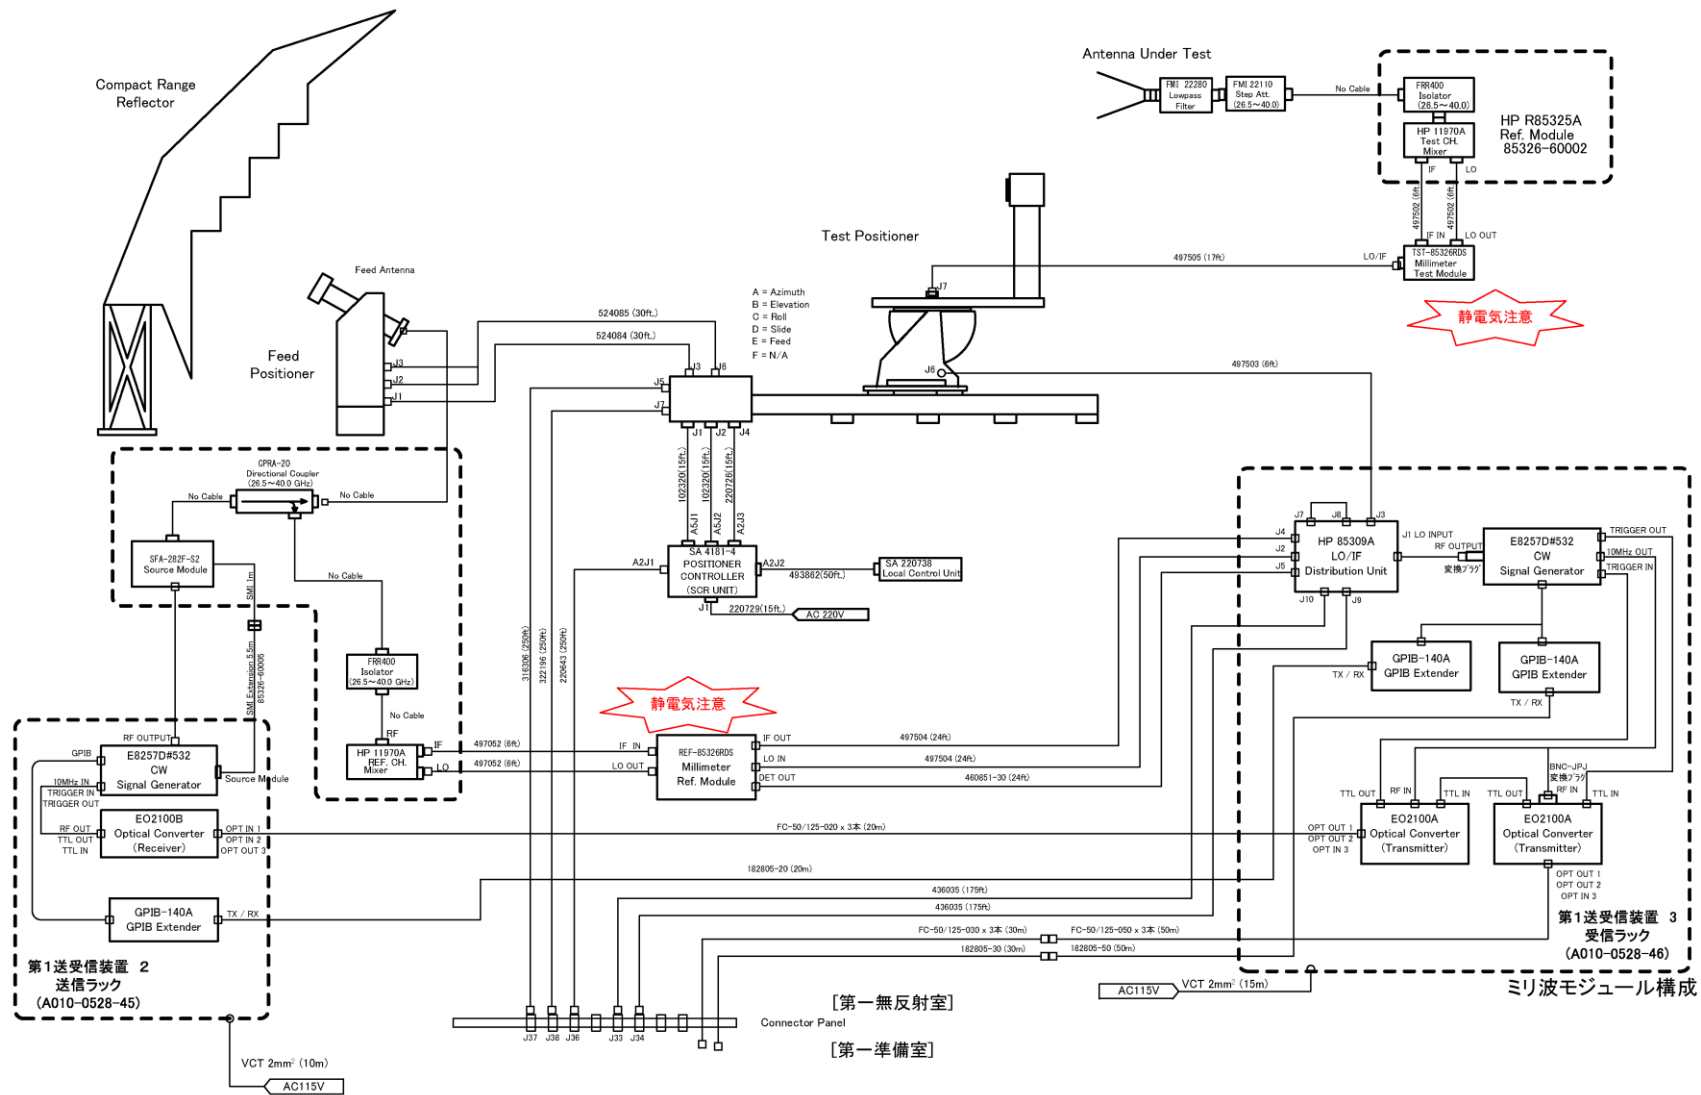 Compact Range
Reflector
Feed Antenna
Feed
Positioner
J3
J2
J1
524085 (30ft.)
524084 (30ft.)
A = Azimuth
B = Elevation
C = Roll
D = Slide
E = Feed
F = N/A
Test Positioner
J7
J6
497505 (17ft)
497503 (6ft)
Antenna Under Test
FMI 22280
Lowpass
Filter
FMI 22110
Step Att.
(26.5～40.0)
No Cable
FRR400
Isolator
(26.5～40.0)
HP 11970A
Test CH.
Mixer
HP R85325A
Ref. Module
85326-60002
IF
LO
497502 (6ft)
497502 (6ft)
IF IN
LO OUT
LO/IF
TST-85326RDS
Millimeter
Test Module
静電気注意
J3
J6
J5
J7
J1
J2
J4
102320(15ft.)
102320(15ft.)
220726(15ft.)
A5J1
A5J2
A2J3
SA 4181-4
POSITIONER
CONTROLLER
(SCR UNIT)
A2J1
A2J2
493862(50ft.)
SA 220738
Local Control Unit
J1
220729(15ft.)
AC 220V
316306 (250ft)
322196 (250ft)
220643 (250ft)
CPRA-20
Directional Coupler
(26.5～40.0 GHz)
No Cable
No Cable
SFA-282F-S2
Source Module
SMI 1m
SMI Extension 5.5m
85326-60005
No Cable
FRR400
Isolator
(26.5～40.0 GHz)
No Cable
RF
HP 11970A
REF. CH.
Mixer
IF
LO
497052 (6ft)
497052 (6ft)
IF IN
LO OUT
静電気注意
REF-85326RDS
Millimeter
Ref. Module
IF OUT
LO IN
DET OUT
497504 (24ft)
497504 (24ft)
460851-30 (24ft)
RF OUTPUT
GPIB
E8257D#532
CW
Signal Generator
10MHz IN
TRIGGER IN
TRIGGER OUT
Source Module
EO2100B
Optical Converter
(Receiver)
RF OUT
TTL OUT
TTL IN
OPT IN 1
OPT IN 2
OPT OUT 3
GPIB-140A
GPIB Extender
TX / RX
第1送受信装置 2
送信ラック
(A010-0528-45)
VCT 2mm² (10m)
AC115V
FC-50/125-020 x 3本 (20m)
182805-20 (20m)
436035 (175ft)
436035 (175ft)
FC-50/125-030 x 3本 (30m)
FC-50/125-050 x 3本 (50m)
182805-30 (30m)
182805-50 (50m)
J7
J8
J3
J4
J2
J5
J10
J9
HP 85309A
LO/IF
Distribution Unit
J1 LO INPUT
RF OUTPUT
変換プラグ
E8257D#532
CW
Signal Generator
TRIGGER OUT
10MHz OUT
TRIGGER IN
GPIB-140A
GPIB Extender
TX / RX
GPIB-140A
GPIB Extender
TX / RX
BNC-JPJ
変換プラグ
TTL OUT
RF IN
TTL IN
TTL OUT
RF IN
TTL IN
EO2100A
Optical Converter
(Transmitter)
OPT OUT 1
OPT OUT 2
OPT IN 3
EO2100A
Optical Converter
(Transmitter)
OPT OUT 1
OPT OUT 2
OPT IN 3
第1送受信装置 3
受信ラック
(A010-0528-46)
AC115V
VCT 2mm² (15m)
ミリ波モジュール構成
J37
J38
J36
J33
J34
Connector Panel
[第一無反射室]
[第一準備室]